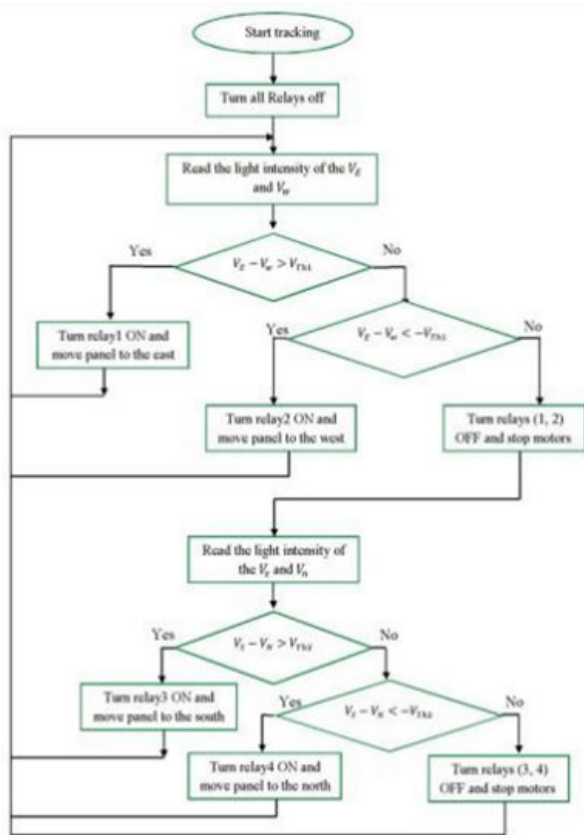 Start tracking
Turn all Relays off
Read the light intensity of the V_E
and V_w
Yes
No
V_E − V_w > V_Th1
Yes
V_E − V_w < −V_Th1
No
Turn relay1 ON and
move panel to the east
Turn relay2 ON and
move panel to the west
Turn relays (1, 2)
OFF and stop motors
Read the light intensity of
the V_s and V_n
Yes
No
V_s − V_N > V_Th2
Turn relay3 ON and
move panel to the south
Yes
V_s − V_N < −V_Th2
No
Turn relay4 ON and
move panel to the north
Turn relays (3, 4)
OFF and stop motors